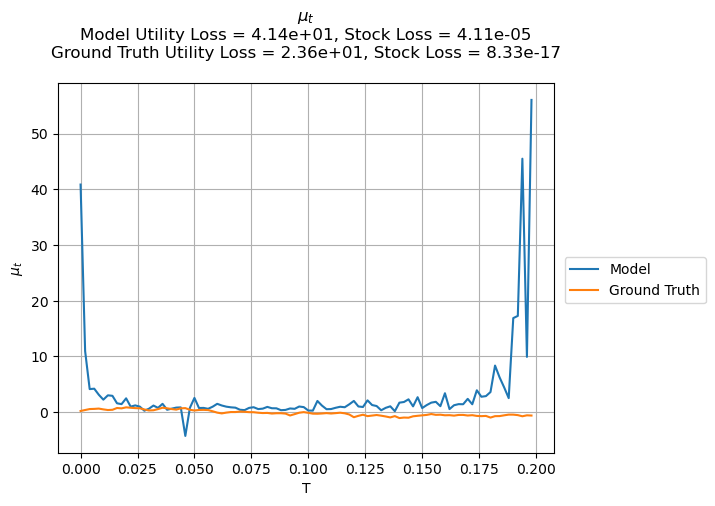 μₜ
Model Utility Loss = 4.14e+01, Stock Loss = 4.11e-05
Ground Truth Utility Loss = 2.36e+01, Stock Loss = 8.33e-17
50
40
30
20
10
0
μₜ
0.000 0.025 0.050 0.075 0.100 0.125 0.150 0.175 0.200
T
Model
Ground Truth